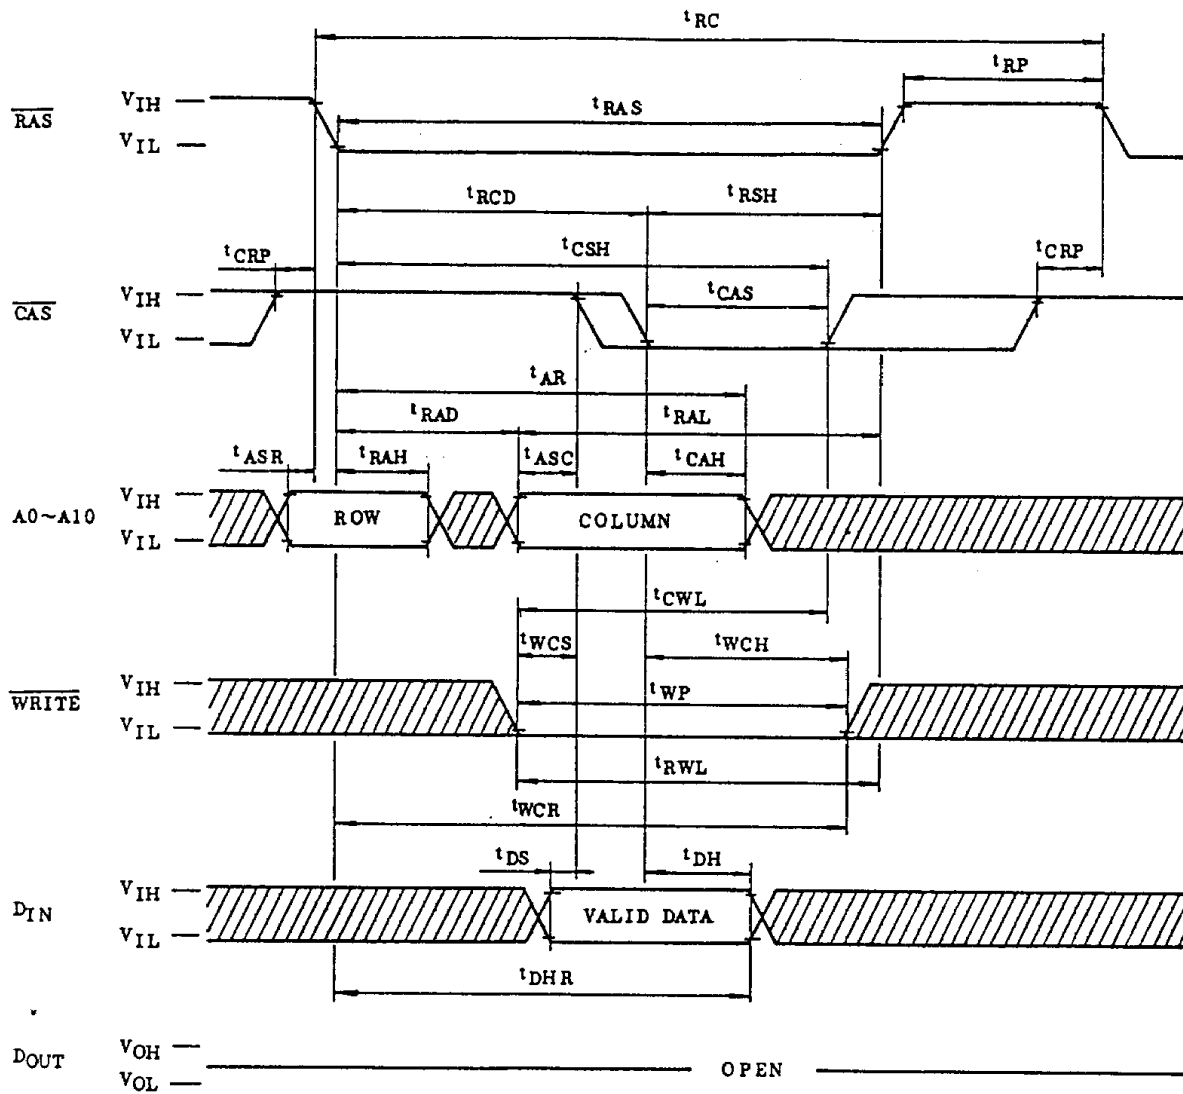 tRC
tRP
RAS VIH
tRAS
VIL
tRCD tRSH
tCRP tCSH tCRP
CAS VIH
tCAS
VIL
tAR
tRAD tRAL
tASR tRAH tASC tCAH
A0~A10 VIH
ROW COLUMN
VIL
tCWL
tWCS tWCH
WRITE VIH
tWP
VIL
tRWL
tWCR
tDS tDH
DIN VIH
VALID DATA
VIL
tDHR
DOUT VOH
OPEN
VOL